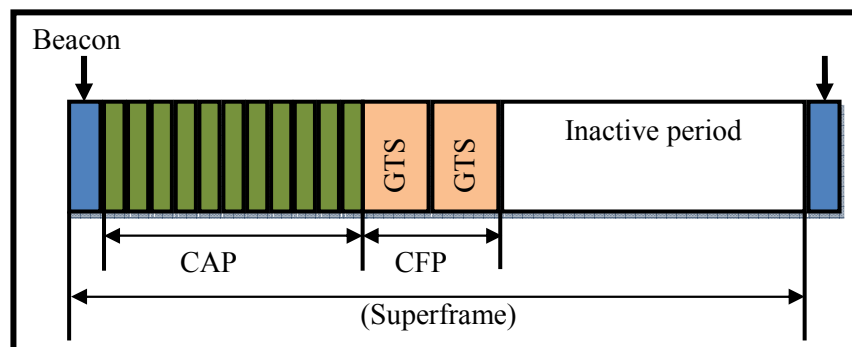 Beacon
Inactive period
GTS
GTS
CAP
CFP
(Superframe)